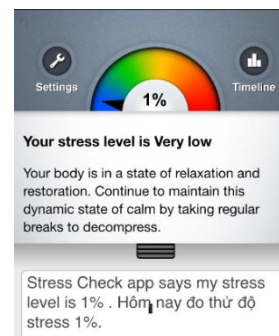 Settings
Timeline
1%
Your stress level is Very low
Your body is in a state of relaxation and
restoration. Continue to maintain this
dynamic state of calm by taking regular
breaks to decompress.
Stress Check app says my stress
level is 1% . Hôm nay đo thử độ
stress 1%.